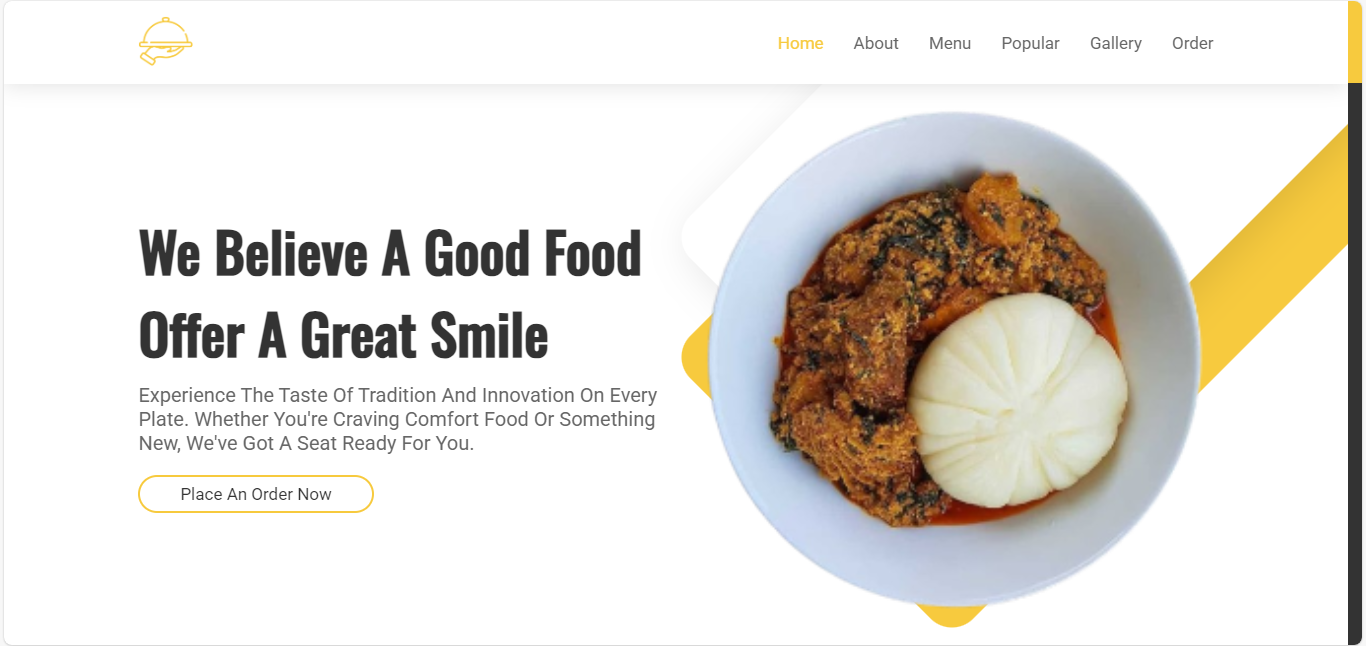 Home About Menu Popular Gallery Order
We Believe A Good Food
Offer A Great Smile
Experience The Taste Of Tradition And Innovation On Every
Plate. Whether You're Craving Comfort Food Or Something
New, We've Got A Seat Ready For You.
Place An Order Now